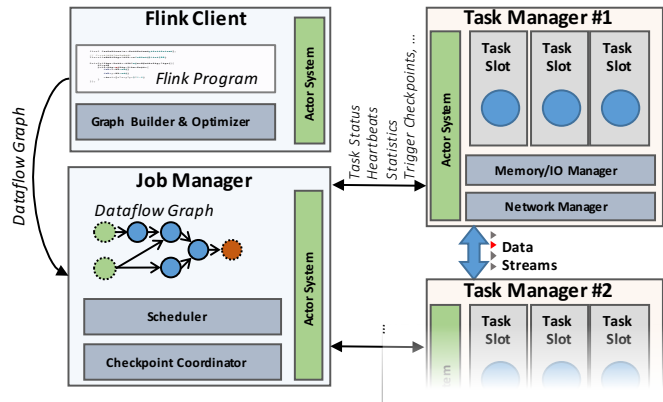 Flink Client
Flink Program
Graph Builder & Optimizer
Actor System
Dataflow Graph
Job Manager
Dataflow Graph
Scheduler
Checkpoint Coordinator
Actor System
Task Status
Heartbeats
Statistics
Trigger Checkpoints, ...
...
Task Manager #1
Actor System
Task
Slot
Task
Slot
Task
Slot
Memory/IO Manager
Network Manager
Data
Streams
Task Manager #2
Task
Slot
Task
Slot
Task
Slot